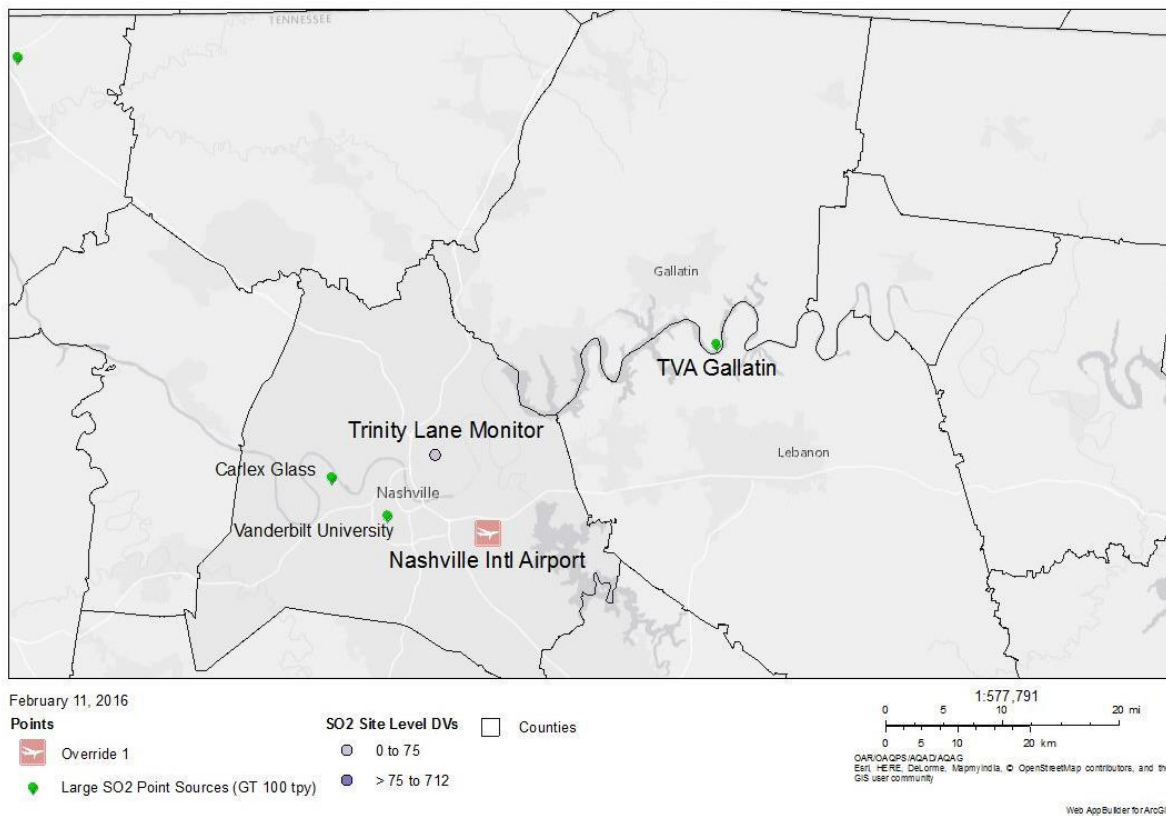 TENNESSEE
Gallatin
TVA Gallatin
Trinity Lane Monitor
Lebanon
Carlex Glass
Nashville
Vanderbilt University
Nashville Intl Airport
February 11, 2016
Points
Override 1
Large SO2 Point Sources (GT 100 tpy)
SO2 Site Level DVs
0 to 75
> 75 to 712
Counties
1:577,791
0 5 10 20 mi
0 5 10 20 km
OAR/OAQPS/AQAD/AQAG
Esri, HERE, DeLorme, MapmyIndia, © OpenStreetMap contributors, and the
GIS user community
Web AppBuilder for ArcGI